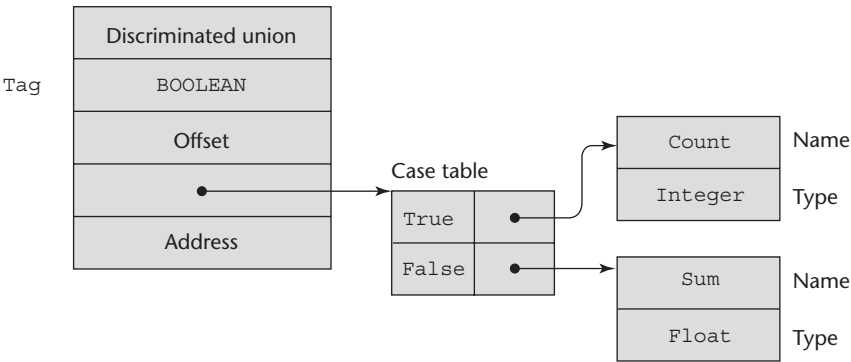 Discriminated union
Tag
BOOLEAN
Offset
Address
Case table
True
False
Count
Name
Integer
Type
Sum
Name
Float
Type